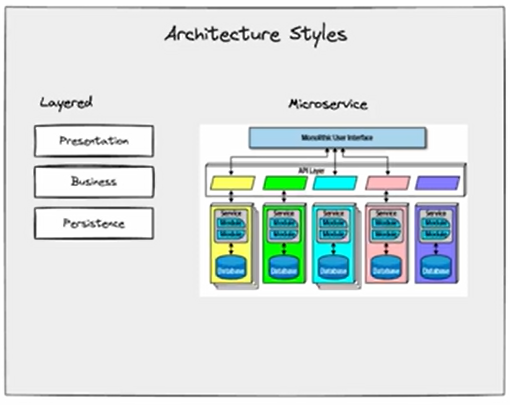 Architecture Styles
Layered
Presentation
Business
Persistence
Microservice
Monolithic User Interface
API Layer
Service Service Service Service Service
Module Module Module Module Module
Module Module Module Module Module
Database Database Database Database Database